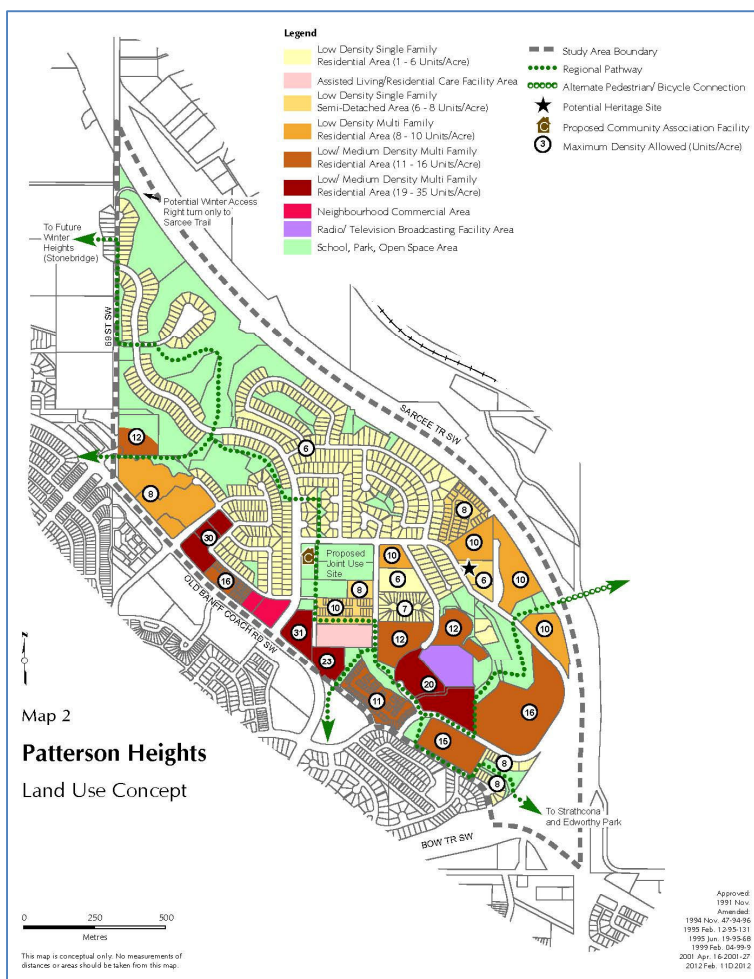 Legend
Low Density Single Family
Residential Area (1 - 6 Units/Acre)
Assisted Living/Residential Care Facility Area
Low Density Single Family
Semi-Detached Area (6 - 8 Units/Acre)
Low Density Multi Family
Residential Area (8 - 10 Units/Acre)
Low/ Medium Density Multi Family
Residential Area (11 - 16 Units/Acre)
Low/ Medium Density Multi Family
Residential Area (19 - 35 Units/Acre)
Neighbourhood Commercial Area
Radio/ Television Broadcasting Facility Area
School, Park, Open Space Area
Study Area Boundary
Regional Pathway
Alternate Pedestrian/ Bicycle Connection
Potential Heritage Site
C Proposed Community Association Facility
3 Maximum Density Allowed (Units/Acre)
Potential Winter Access
Right turn only to
Sarcee Trail
To Future
Winter
Heights
(Stonebridge)
69 ST SW
SARCEE TR SW
12
6
8
8
10
30
10
Proposed
Joint Use
Site
C
16
6
6
10
8
10
7
OLD BANFF COACH RD SW
31
12
12
10
23
20
11
16
15
8
8
To Strathcona
and Edworthy Park
BOW TR SW
N
Map 2
Patterson Heights
Land Use Concept
0 250 500
Metres
This map is conceptual only. No measurements of
distances or areas should be taken from this map.
Approved:
1991 Nov.
Amended:
1994 Nov. 47-94-96
1995 Feb. 12-95-131
1995 Jun. 19-95-68
1999 Feb. 04-99-9
2001 Apr. 16-2001-27
2012 Feb. 11D2012